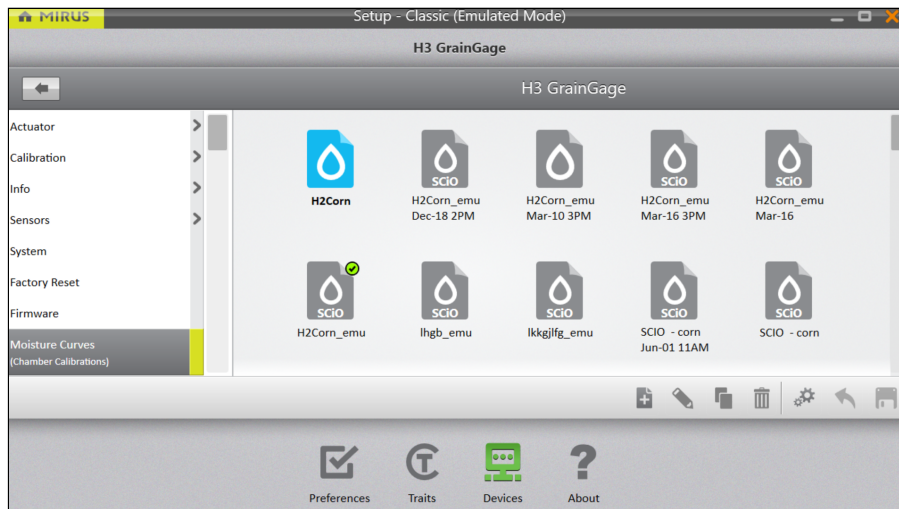 MIRUS
Setup - Classic (Emulated Mode)
H3 GrainGage
H3 GrainGage
Actuator
Calibration
Info
Sensors
System
Factory Reset
Firmware
Moisture Curves
(Chamber Calibrations)
H2Corn
SCiO
H2Corn_emu
Dec-18 2PM
H2Corn_emu
Mar-10 3PM
SCiO
H2Corn_emu
Mar-16 3PM
SCiO
H2Corn_emu
Mar-16
SCiO
H2Corn_emu
SCiO
lhgb_emu
SCiO
lkkgjlfg_emu
SCiO
SCIO - corn
Jun-01 11AM
SCiO
SCIO - corn
Preferences
Traits
Devices
About